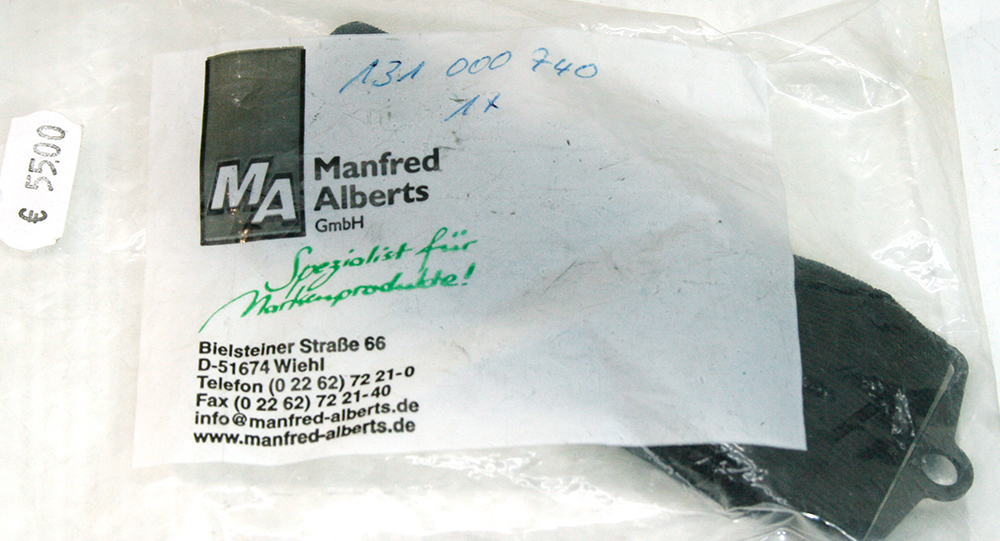 131 000 740
1x
MA
Manfred
Alberts
GmbH
Spezialist für
Markenprodukte!
Bielsteiner Straße 66
D-51674 Wiehl
Telefon (0 22 62) 72 21-0
Fax (0 22 62) 72 21-40
info@manfred-alberts.de
www.manfred-alberts.de
€ 55.00